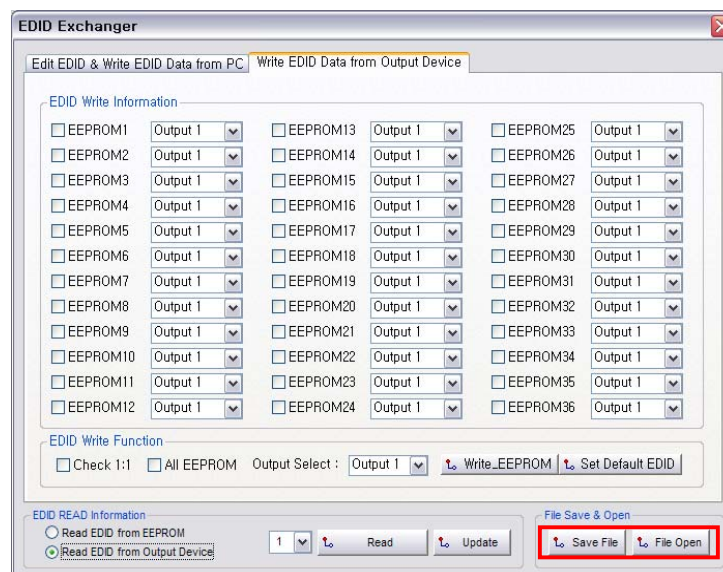 EDID Exchanger
Edit EDID & Write EDID Data from PC Write EDID Data from Output Device
EDID Write Information
EEPROM1 Output 1 EEPROM13 Output 1 EEPROM25 Output 1
EEPROM2 Output 1 EEPROM14 Output 1 EEPROM26 Output 1
EEPROM3 Output 1 EEPROM15 Output 1 EEPROM27 Output 1
EEPROM4 Output 1 EEPROM16 Output 1 EEPROM28 Output 1
EEPROM5 Output 1 EEPROM17 Output 1 EEPROM29 Output 1
EEPROM6 Output 1 EEPROM18 Output 1 EEPROM30 Output 1
EEPROM7 Output 1 EEPROM19 Output 1 EEPROM31 Output 1
EEPROM8 Output 1 EEPROM20 Output 1 EEPROM32 Output 1
EEPROM9 Output 1 EEPROM21 Output 1 EEPROM33 Output 1
EEPROM10 Output 1 EEPROM22 Output 1 EEPROM34 Output 1
EEPROM11 Output 1 EEPROM23 Output 1 EEPROM35 Output 1
EEPROM12 Output 1 EEPROM24 Output 1 EEPROM36 Output 1
EDID Write Function
Check 1:1 All EEPROM Output Select : Output 1 Write_EEPROM Set Default EDID
EDID READ Information File Save & Open
Read EDID from EEPROM
Read EDID from Output Device 1 Read Update Save File File Open